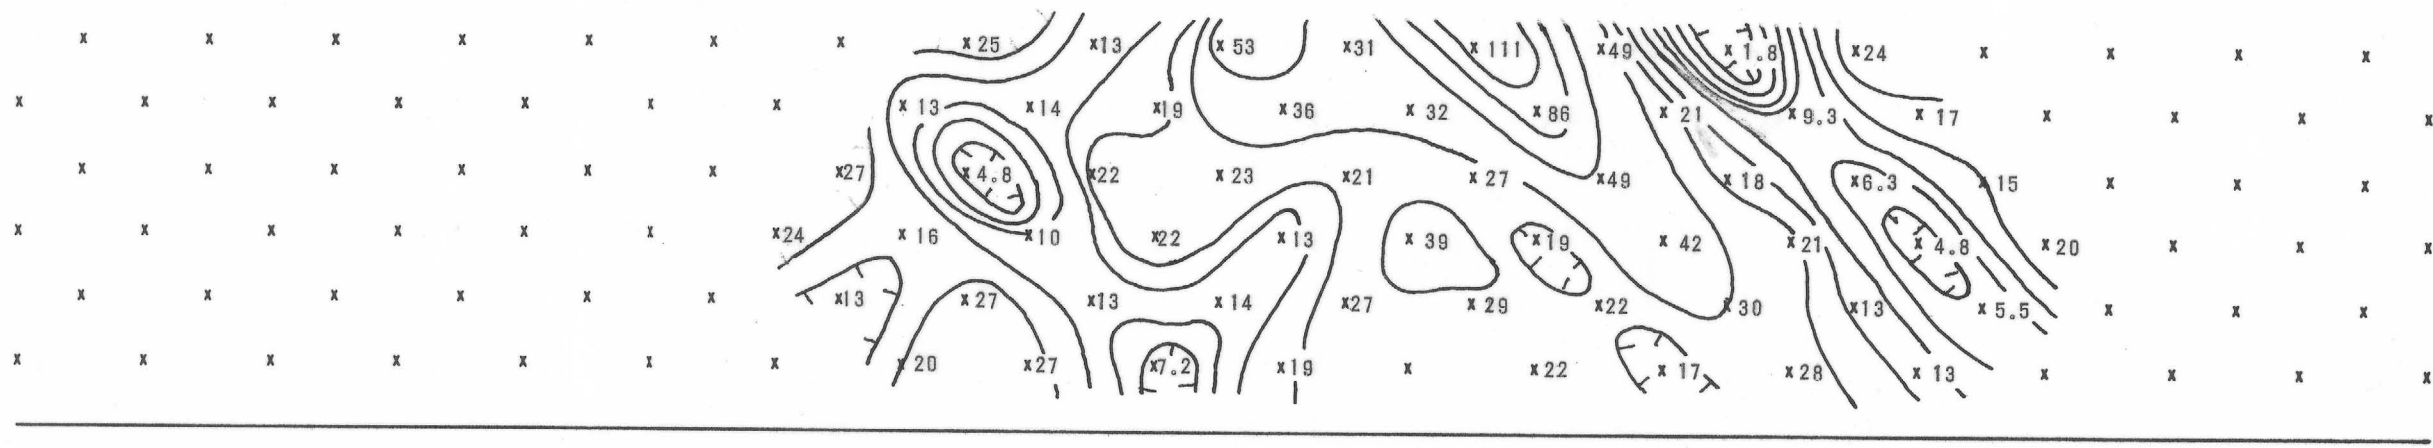 x x x x x x x x 25 x 13 x 53 x 31 x 111 x 49 x 1.8 x 24 x x x x
x x x x x x x x 13 x 14 x 19 x 36 x 32 x 86 x 21 x 9.3 x 17 x x x x
x x x x x x x 27 x 4.8 x 22 x 23 x 21 x 27 x 49 x 18 x 6.3 x 15 x x x
x x x x x x x 24 x 16 x 10 x 22 x 13 x 39 x 19 x 42 x 21 x 4.8 x 20 x x x
x x x x x x x 13 x 27 x 13 x 14 x 27 x 29 x 22 x 30 x 13 x 5.5 x x x
x x x x x x x x 20 x 27 x 7.2 x 19 x x 22 x 17 x 28 x 13 x x x x